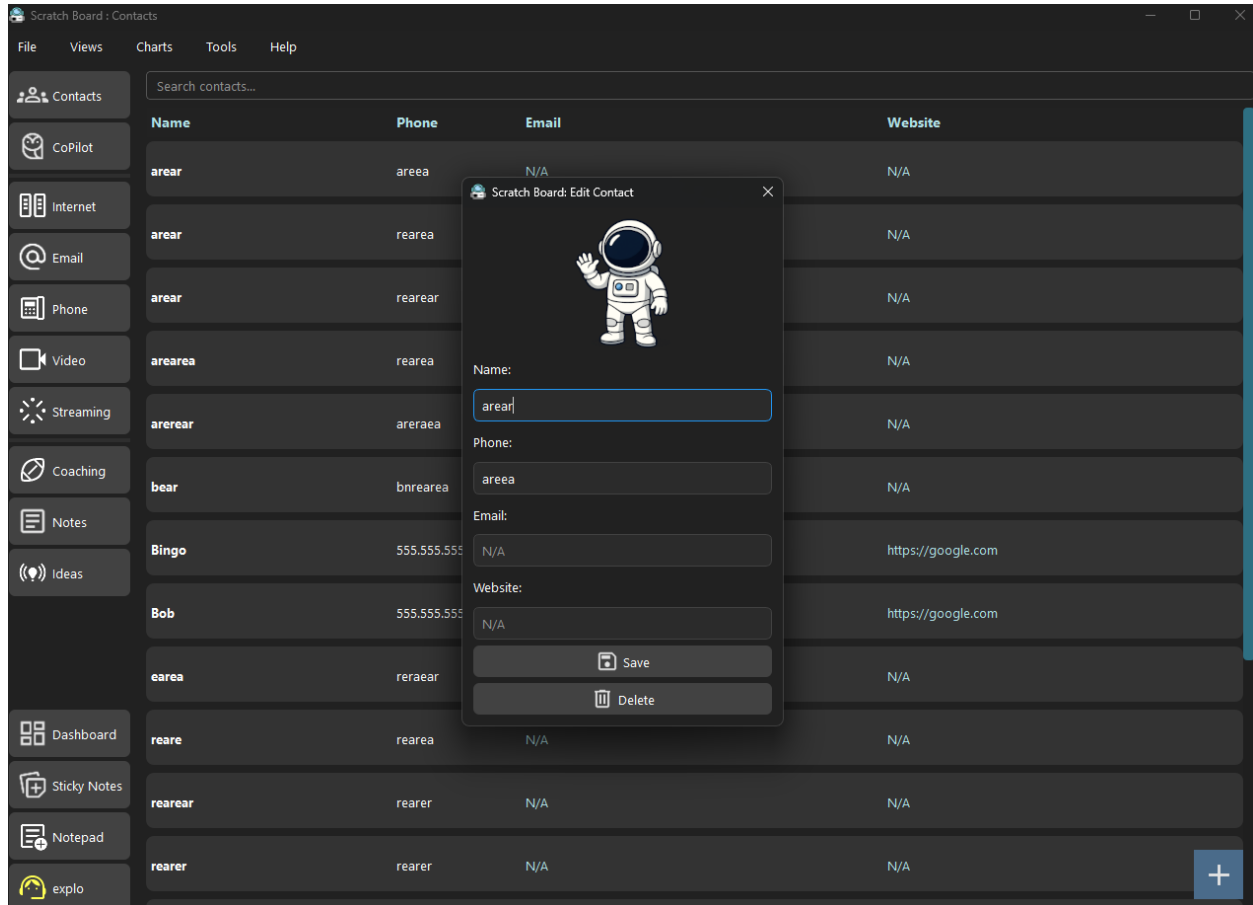 Scratch Board : Contacts
File Views Charts Tools Help
Contacts
CoPilot
Internet
Email
Phone
Video
Streaming
Coaching
Notes
Ideas
Dashboard
Sticky Notes
Notepad
explo
Search contacts...
Name Phone Email Website
arear areea N/A N/A
arear rearea N/A
arear rearear N/A
arearea rearea N/A
arerear areraea N/A
bear bnrearea N/A
Bingo 555.555.555 https://google.com
Bob 555.555.555 https://google.com
earea reraear N/A
reare rearea N/A N/A
rearear rearer N/A N/A
rearer rearer N/A N/A
Scratch Board: Edit Contact
Name:
arear
Phone:
areea
Email:
N/A
Website:
N/A
Save
Delete
+